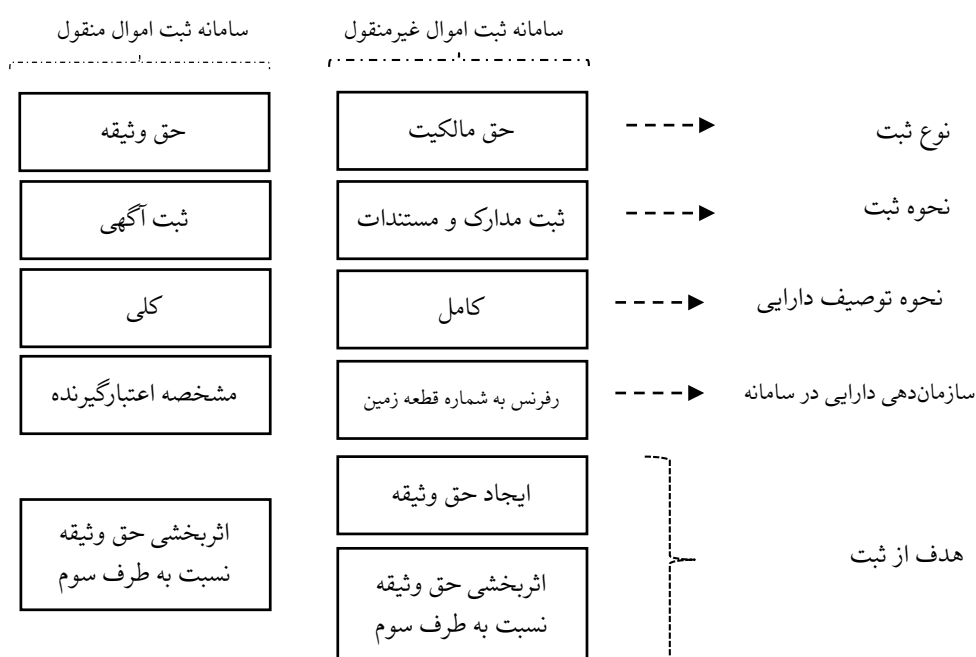 سامانه ثبت اموال غیرمنقول
سامانه ثبت اموال منقول
نوع ثبت
حق مالکیت
حق وثیقه
نحوه ثبت
ثبت مدارک و مستندات
ثبت آگهی
نحوه توصیف دارایی
کامل
کلی
سازمان‌دهی دارایی در سامانه
رفرنس به شماره قطعه زمین
مشخصه اعتبارگیرنده
هدف از ثبت
ایجاد حق وثیقه
اثربخشی حق وثیقه
نسبت به طرف سوم
اثربخشی حق وثیقه
نسبت به طرف سوم